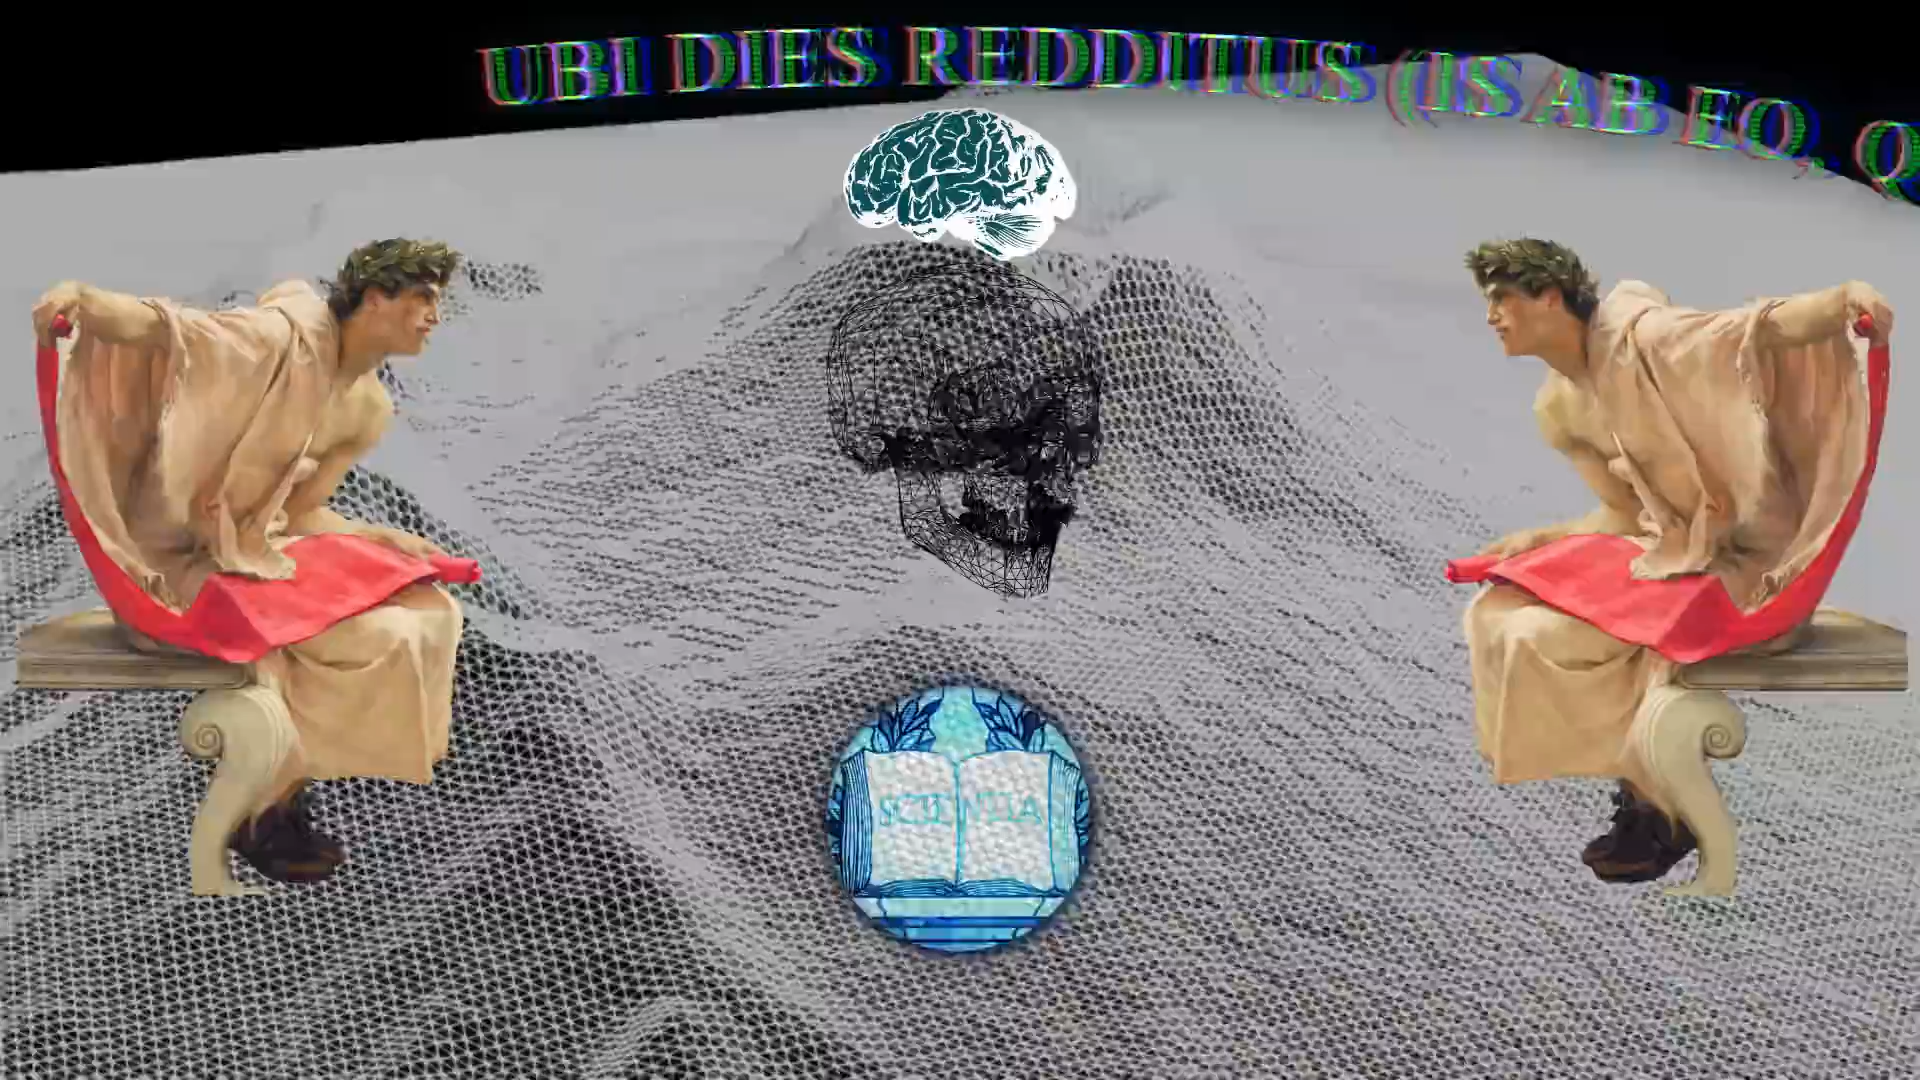 UBI DIES REDDITUS (IS AB EO, Q
SCIENTIA